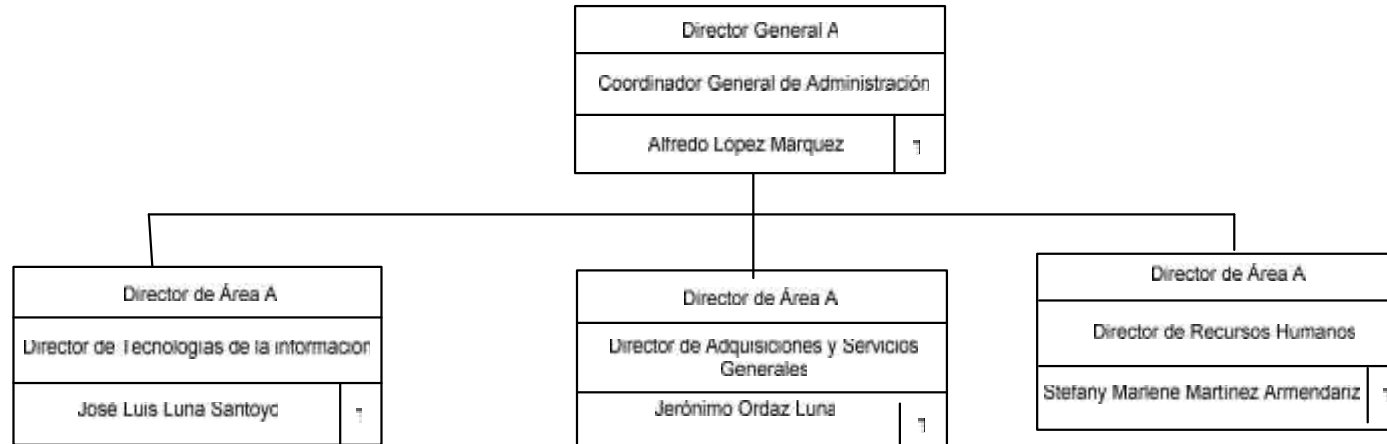 Director General A
Coordinador General de Administración
Alfredo López Márquez
Director de Área A
Director de Tecnologías de la Información
José Luis Luna Santoyo
Director de Área A
Director de Adquisiciones y Servicios
Generales
Jerónimo Ordaz Luna
Director de Área A
Director de Recursos Humanos
Stefany Marlene Martínez Armendáriz